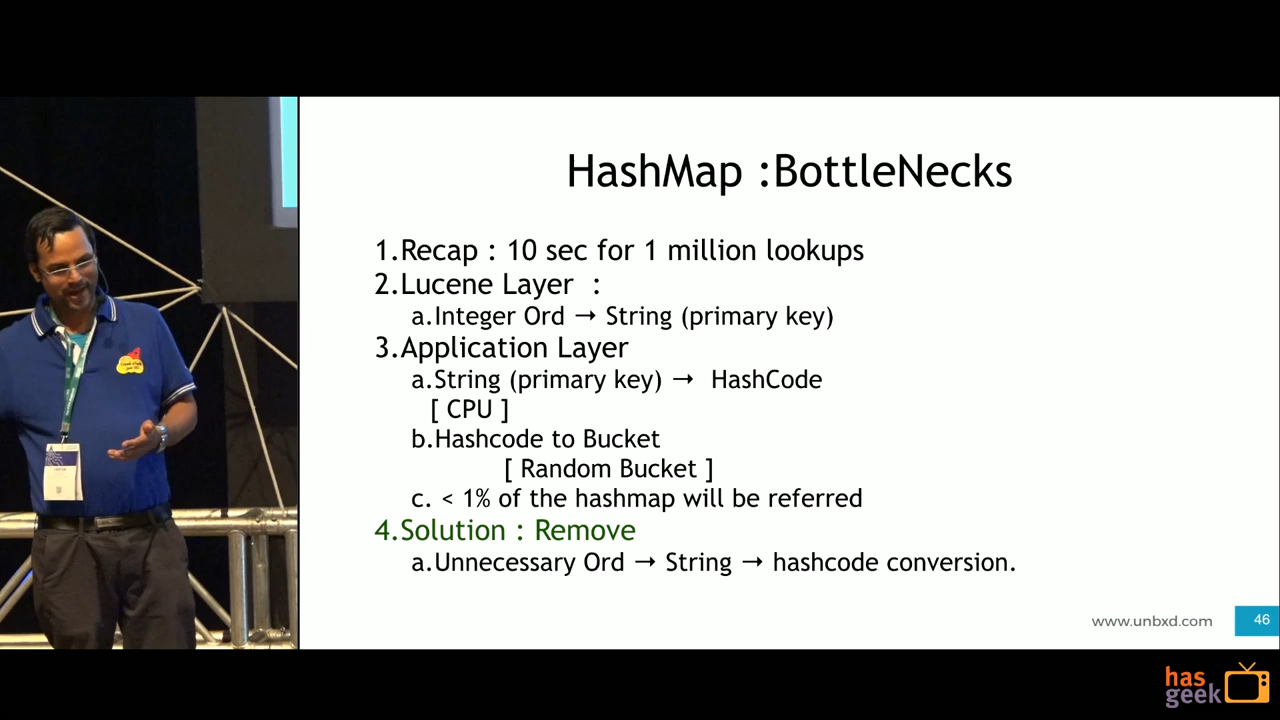 HashMap :BottleNecks
1.Recap : 10 sec for 1 million lookups
2.Lucene Layer :
a.Integer Ord → String (primary key)
3.Application Layer
a.String (primary key) → HashCode
[ CPU ]
b.Hashcode to Bucket
[ Random Bucket ]
c. < 1% of the hashmap will be referred
4.Solution : Remove
a.Unnecessary Ord → String → hashcode conversion.
www.unbxd.com
46
has
geek